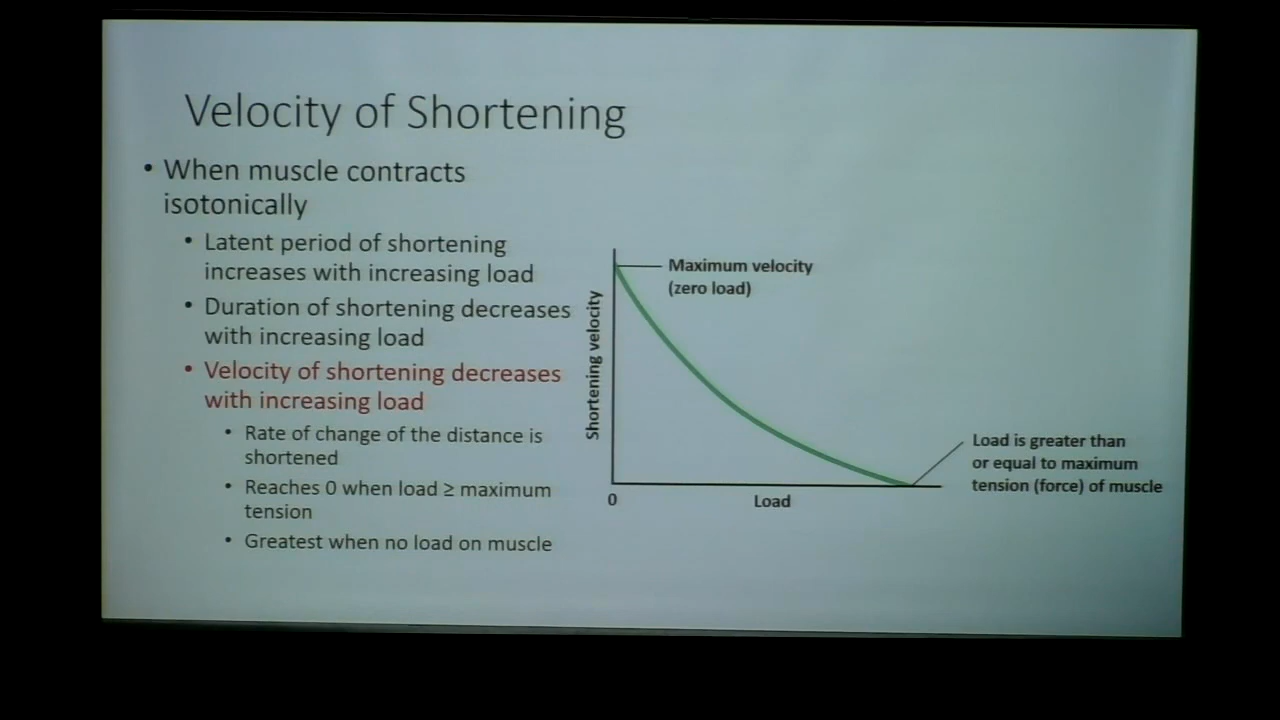 Velocity of Shortening
• When muscle contracts
isotonically
• Latent period of shortening
increases with increasing load
• Duration of shortening decreases
with increasing load
• Velocity of shortening decreases
with increasing load
• Rate of change of the distance is
shortened
• Reaches 0 when load ≥ maximum
tension
• Greatest when no load on muscle
Maximum velocity
(zero load)
Shortening velocity
Load is greater than
or equal to maximum
tension (force) of muscle
0
Load